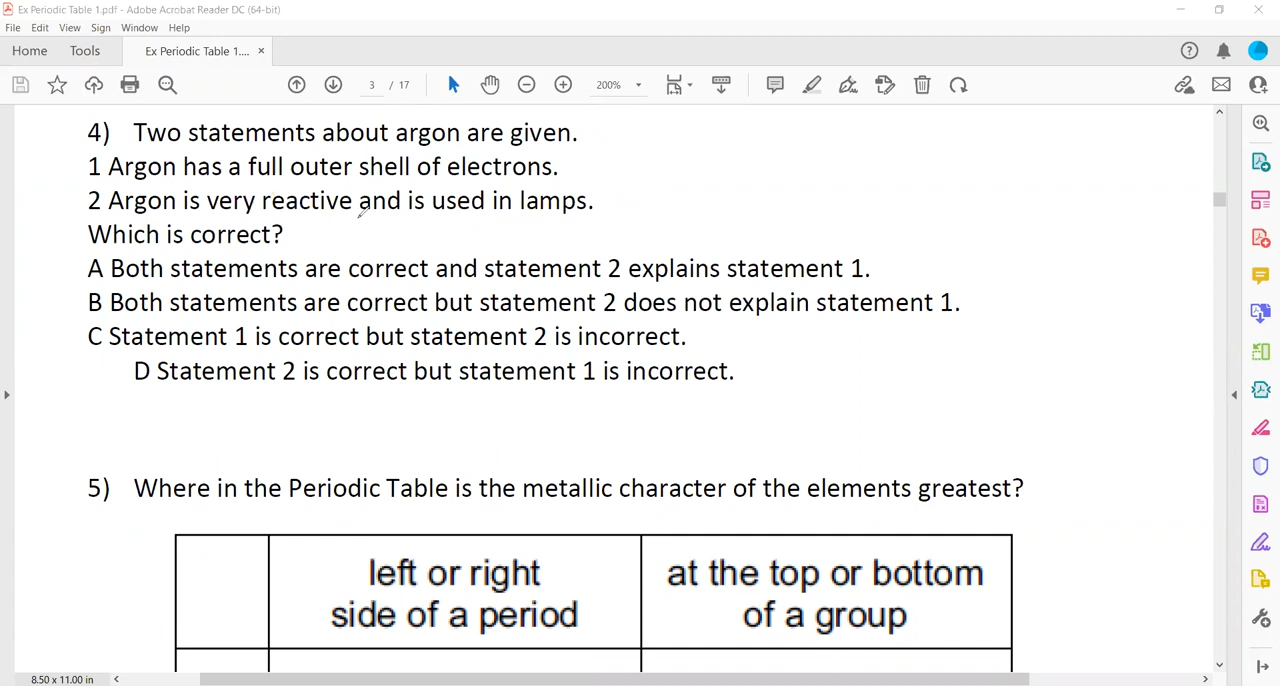 Ex Periodic Table 1.pdf - Adobe Acrobat Reader DC (64-bit)
File Edit View Sign Window Help
Home Tools Ex Periodic Table 1.... ×
3 / 17 200%
4) Two statements about argon are given.
1 Argon has a full outer shell of electrons.
2 Argon is very reactive and is used in lamps.
Which is correct?
A Both statements are correct and statement 2 explains statement 1.
B Both statements are correct but statement 2 does not explain statement 1.
C Statement 1 is correct but statement 2 is incorrect.
D Statement 2 is correct but statement 1 is incorrect.
5) Where in the Periodic Table is the metallic character of the elements greatest?
left or right
side of a period
at the top or bottom
of a group
8.50 x 11.00 in